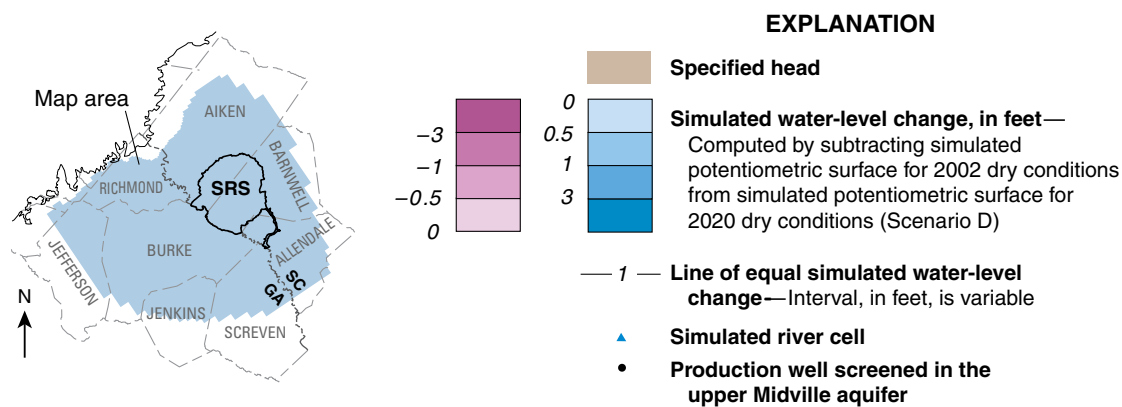 EXPLANATION
Specified head
Map area
AIKEN
BARNWELL
RICHMOND
SRS
JEFFERSON
BURKE
ALLENDALE
SC
GA
JENKINS
SCREVEN
N
−3
−1
−0.5
0
0
0.5
1
3
Simulated water-level change, in feet—
Computed by subtracting simulated
potentiometric surface for 2002 dry conditions
from simulated potentiometric surface for
2020 dry conditions (Scenario D)
1
Line of equal simulated water-level
change-—Interval, in feet, is variable
Simulated river cell
Production well screened in the
upper Midville aquifer